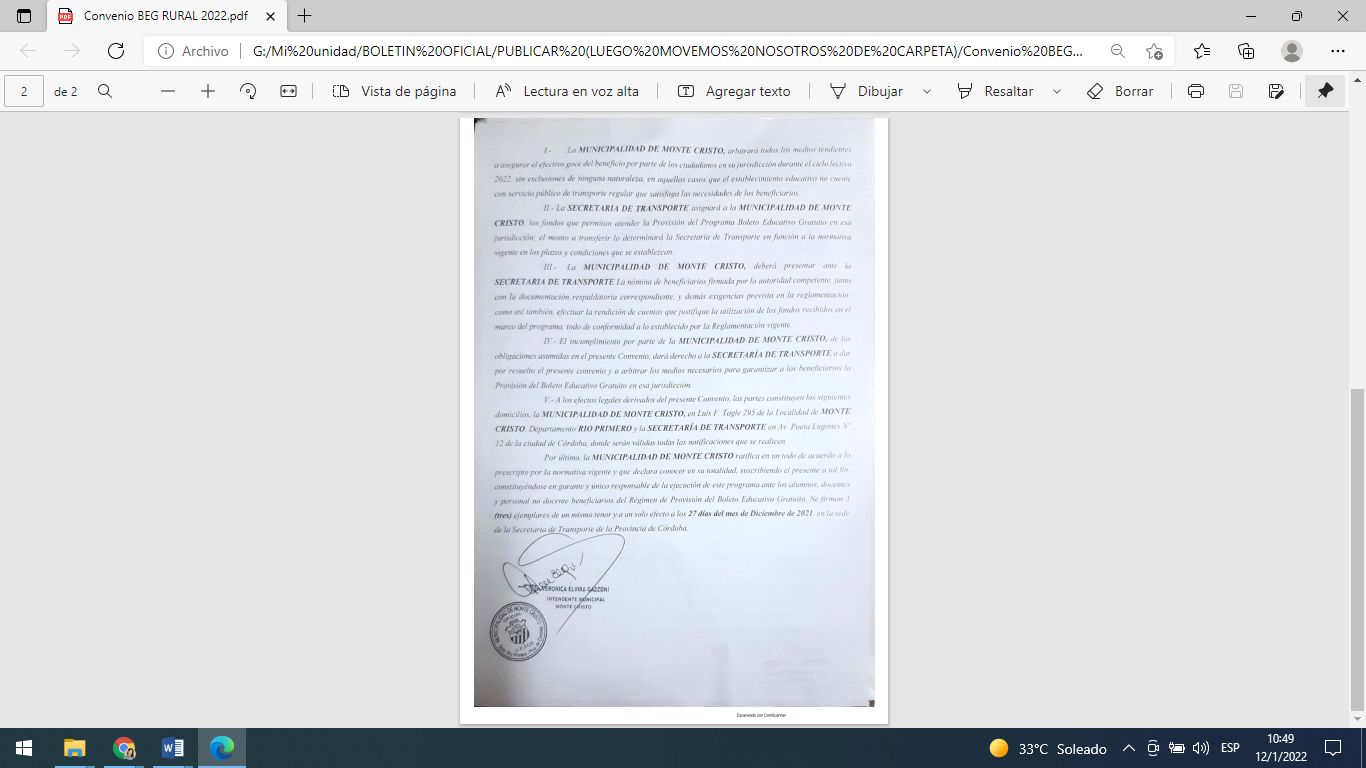 Convenio BEG RURAL 2022.pdf
Archivo
G:/Mi%20unidad/BOLETIN%20OFICIAL/PUBLICAR%20(LUEGO%20MOVEMOS%20NOSOTROS%20DE%20CARPETA)/Convenio%20BEG...
2 de 2
Vista de página
Lectura en voz alta
Agregar texto
Dibujar
Resaltar
Borrar
I.- La MUNICIPALIDAD DE MONTE CRISTO, arbitrará todos los medios tendientes
a asegurar el efectivo goce del beneficio por parte de los ciudadanos en su jurisdicción durante el ciclo lectivo
2022, sin exclusiones de ninguna naturaleza, en aquellos casos que el establecimiento educativo no cuente
con servicio público de transporte regular que satisfaga las necesidades de los beneficiarios.
II.- La SECRETARIA DE TRANSPORTE asignará a la MUNICIPALIDAD DE MONTE
CRISTO, los fondos que permitan atender la Provisión del Programa Boleto Educativo Gratuito en esa
jurisdicción; el monto a transferir lo determinará la Secretaria de Transporte en función a la normativa
vigente en los plazos y condiciones que se establezcan.
III.- La MUNICIPALIDAD DE MONTE CRISTO, deberá presentar ante la
SECRETARIA DE TRANSPORTE La nómina de beneficiarios firmada por la autoridad competente, junto
con la documentación respaldatoria correspondiente, y demás exigencias prevista en la reglamentación;
como así también, efectuar la rendición de cuentas que justifique la utilización de los fondos recibidos en el
marco del programa, todo de conformidad a lo establecido por la Reglamentación vigente.
IV.- El incumplimiento por parte de la MUNICIPALIDAD DE MONTE CRISTO, de las
obligaciones asumidas en el presente Convenio, dará derecho a la SECRETARÍA DE TRANSPORTE a dar
por resuelto el presente convenio y a arbitrar los medios necesarios para garantizar a los beneficiarios la
Provisión del Boleto Educativo Gratuito en esa jurisdicción.
V.- A los efectos legales derivados del presente Convenio, las partes constituyen los siguientes
domicilios, la MUNICIPALIDAD DE MONTE CRISTO, en Luis F. Tagle 295 de la Localidad de MONTE
CRISTO, Departamento RIO PRIMERO y la SECRETARÍA DE TRANSPORTE en Av. Poeta Lugones Nº
12 de la ciudad de Córdoba, donde serán válidas todas las notificaciones que se realicen.
Por último, la MUNICIPALIDAD DE MONTE CRISTO ratifica en un todo de acuerdo a lo
prescripto por la normativa vigente y que declara conocer en su totalidad, suscribiendo el presente a tal fin,
constituyéndose en garante y único responsable de la ejecución de este programa ante los alumnos, docentes
y personal no docente beneficiarios del Régimen de Provisión del Boleto Educativo Gratuito. Se firman 3
(tres) ejemplares de un mismo tenor y a un solo efecto a los 27 días del mes de Diciembre de 2021, en la sede
de la Secretaria de Transporte de la Provincia de Córdoba.
VERONICA ELVIRA GAZZONI
INTENDENTE MUNICIPAL
MONTE CRISTO
MUNICIPALIDAD DE MONTE CRISTO
OFICIAL
Escaneado con CamScanner
33°C Soleado
ESP
10:49
12/1/2022